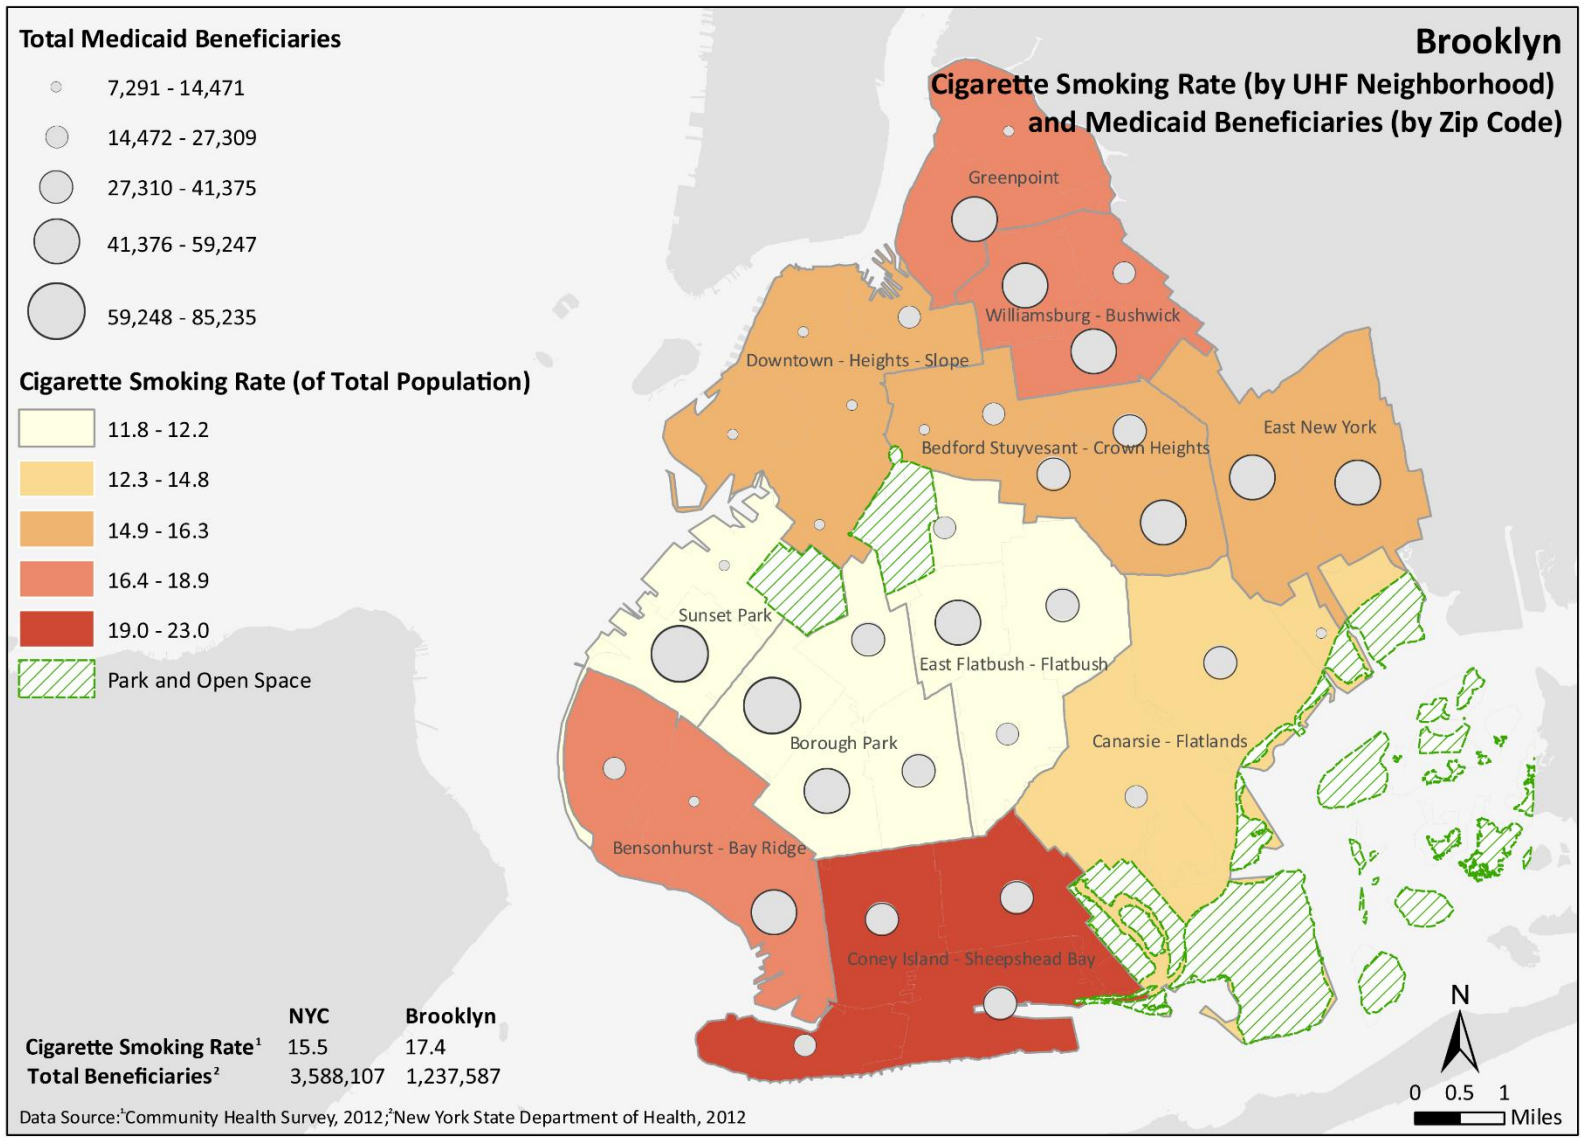 Brooklyn
Cigarette Smoking Rate (by UHF Neighborhood)
and Medicaid Beneficiaries (by Zip Code)
Total Medicaid Beneficiaries
7,291 - 14,471
14,472 - 27,309
27,310 - 41,375
41,376 - 59,247
59,248 - 85,235
Cigarette Smoking Rate (of Total Population)
11.8 - 12.2
12.3 - 14.8
14.9 - 16.3
16.4 - 18.9
19.0 - 23.0
Park and Open Space
Greenpoint
Williamsburg - Bushwick
Downtown - Heights - Slope
East New York
Bedford Stuyvesant - Crown Heights
Sunset Park
East Flatbush - Flatbush
Borough Park
Canarsie - Flatlands
Bensonhurst - Bay Ridge
Coney Island - Sheepshead Bay
NYC Brooklyn
Cigarette Smoking Rate¹ 15.5 17.4
Total Beneficiaries² 3,588,107 1,237,587
Data Source:¹Community Health Survey, 2012;²New York State Department of Health, 2012
N
0 0.5 1
Miles